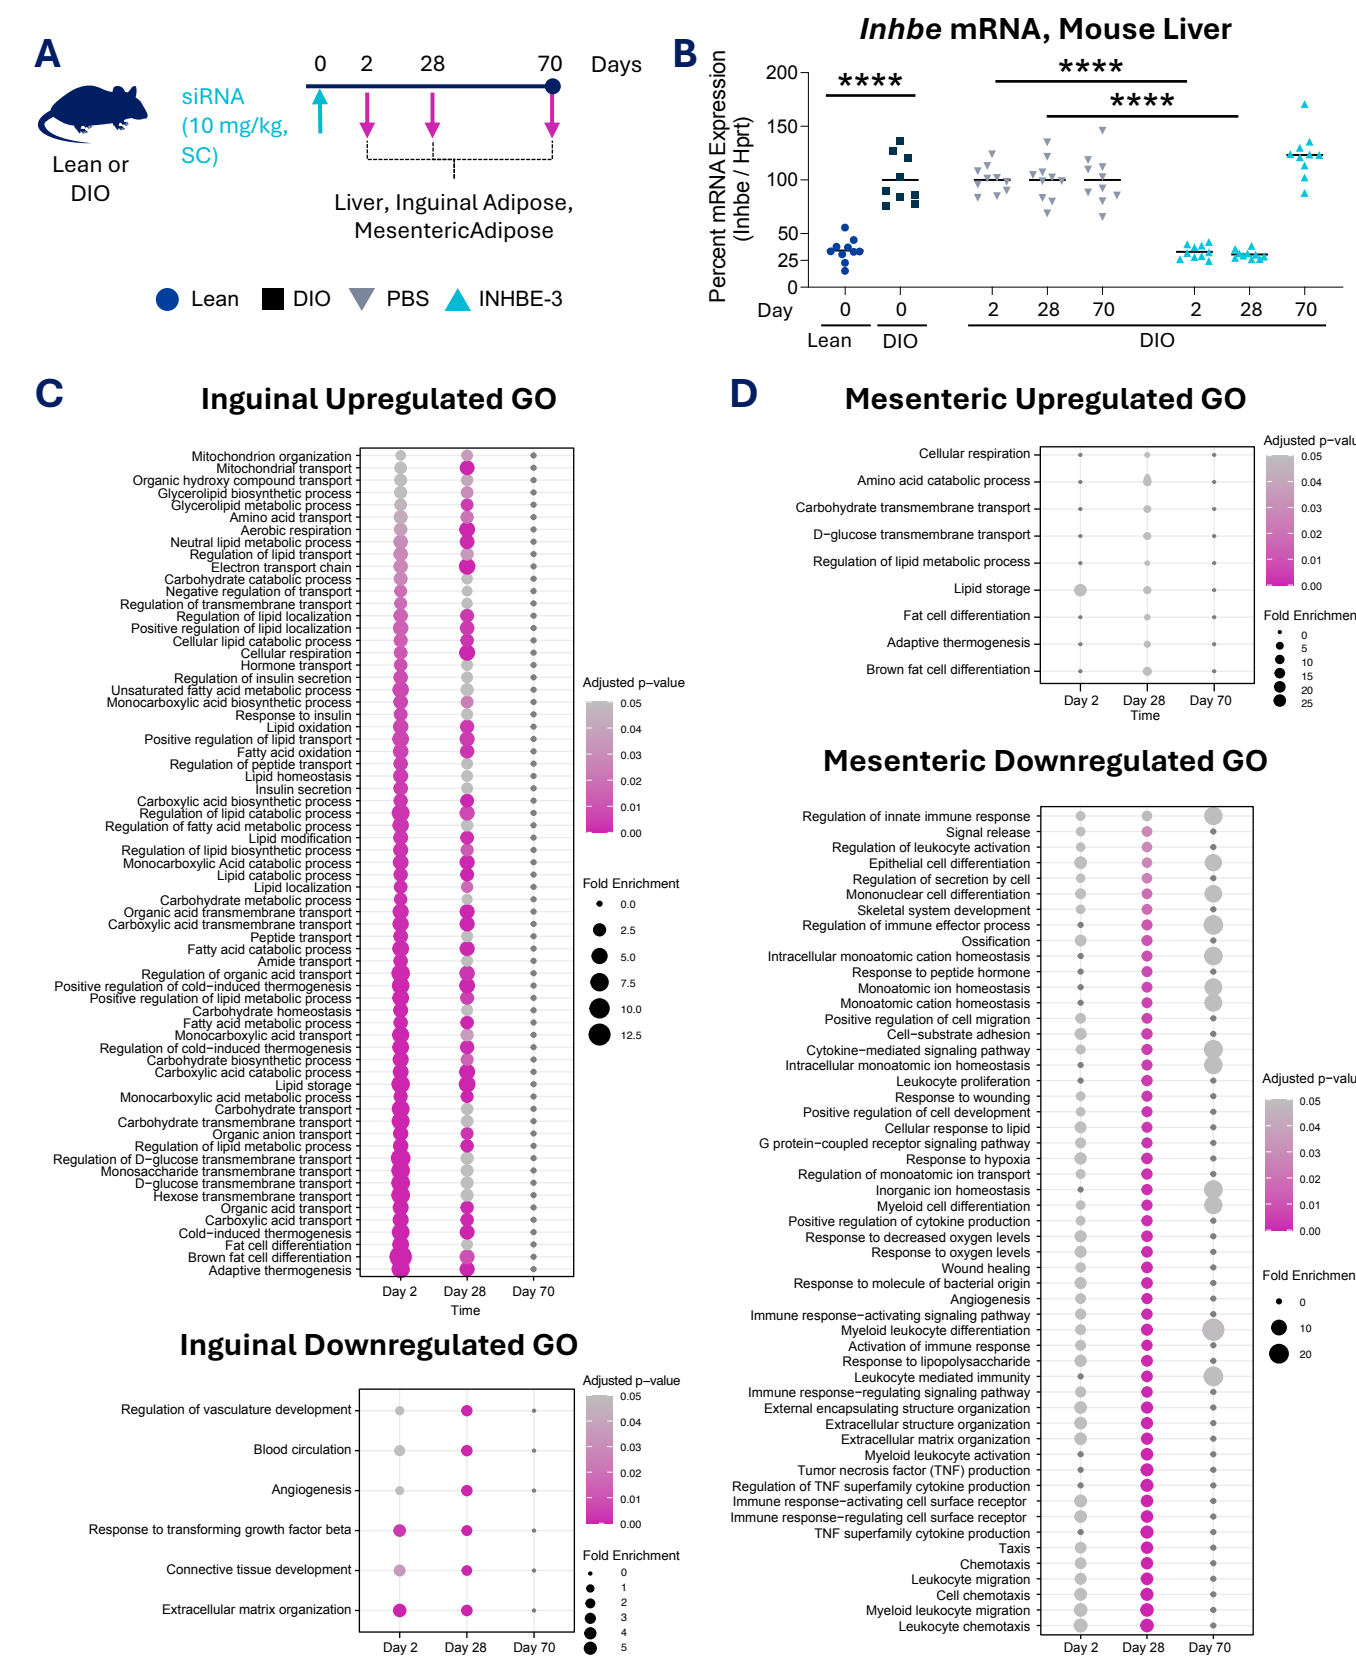 A
0
2
28
70
Days
siRNA
(10 mg/kg,
SC)
Lean or
DIO
Liver, Inguinal Adipose,
MesentericAdipose
Lean
DIO
PBS
INHBE-3
B
Inhbe mRNA, Mouse Liver
Percent mRNA Expression
(Inhbe / Hprt)
200
150
100
50
25
0
****
****
****
Day
0
0
2
28
70
2
28
70
Lean
DIO
DIO
C
Inguinal Upregulated GO
Mitochondrion organization
Mitochondrial transport
Organic hydroxy compound transport
Glycerolipid biosynthetic process
Glycerolipid metabolic process
Amino acid transport
Aerobic respiration
Neutral lipid metabolic process
Regulation of lipid transport
Electron transport chain
Carbohydrate catabolic process
Negative regulation of transport
Regulation of transmembrane transport
Regulation of lipid localization
Positive regulation of lipid localization
Cellular lipid catabolic process
Cellular respiration
Hormone transport
Regulation of insulin secretion
Unsaturated fatty acid metabolic process
Monocarboxylic acid biosynthetic process
Response to insulin
Lipid oxidation
Positive regulation of lipid transport
Fatty acid oxidation
Regulation of peptide transport
Lipid homeostasis
Insulin secretion
Carboxylic acid biosynthetic process
Regulation of lipid catabolic process
Regulation of fatty acid metabolic process
Lipid modification
Regulation of lipid biosynthetic process
Monocarboxylic Acid catabolic process
Lipid catabolic process
Lipid localization
Carbohydrate metabolic process
Organic acid transmembrane transport
Carboxylic acid transmembrane transport
Peptide transport
Fatty acid catabolic process
Amide transport
Regulation of organic acid transport
Positive regulation of cold−induced thermogenesis
Positive regulation of lipid metabolic process
Carbohydrate homeostasis
Fatty acid metabolic process
Monocarboxylic acid transport
Regulation of cold−induced thermogenesis
Carbohydrate biosynthetic process
Carboxylic acid catabolic process
Lipid storage
Monocarboxylic acid metabolic process
Carbohydrate transport
Carbohydrate transmembrane transport
Organic anion transport
Regulation of lipid metabolic process
Regulation of D−glucose transmembrane transport
Monosaccharide transmembrane transport
D−glucose transmembrane transport
Hexose transmembrane transport
Organic acid transport
Carboxylic acid transport
Cold−induced thermogenesis
Fat cell differentiation
Brown fat cell differentiation
Adaptive thermogenesis
Day 2
Day 28
Day 70
Time
Adjusted p−value
0.05
0.04
0.03
0.02
0.01
0.00
Fold Enrichment
0.0
2.5
5.0
7.5
10.0
12.5
Inguinal Downregulated GO
Regulation of vasculature development
Blood circulation
Angiogenesis
Response to transforming growth factor beta
Connective tissue development
Extracellular matrix organization
Day 2
Day 28
Day 70
Adjusted p−value
0.05
0.04
0.03
0.02
0.01
0.00
Fold Enrichment
0
1
2
3
4
5
D
Mesenteric Upregulated GO
Cellular respiration
Amino acid catabolic process
Carbohydrate transmembrane transport
D−glucose transmembrane transport
Regulation of lipid metabolic process
Lipid storage
Fat cell differentiation
Adaptive thermogenesis
Brown fat cell differentiation
Day 2
Day 28
Day 70
Time
Adjusted p−valu
0.05
0.04
0.03
0.02
0.01
0.00
Fold Enrichment
0
5
10
15
20
25
Mesenteric Downregulated GO
Regulation of innate immune response
Signal release
Regulation of leukocyte activation
Epithelial cell differentiation
Regulation of secretion by cell
Mononuclear cell differentiation
Skeletal system development
Regulation of immune effector process
Ossification
Intracellular monoatomic cation homeostasis
Response to peptide hormone
Monoatomic ion homeostasis
Monoatomic cation homeostasis
Positive regulation of cell migration
Cell−substrate adhesion
Cytokine−mediated signaling pathway
Intracellular monoatomic ion homeostasis
Leukocyte proliferation
Response to wounding
Positive regulation of cell development
Cellular response to lipid
G protein−coupled receptor signaling pathway
Response to hypoxia
Regulation of monoatomic ion transport
Inorganic ion homeostasis
Myeloid cell differentiation
Positive regulation of cytokine production
Response to decreased oxygen levels
Response to oxygen levels
Wound healing
Response to molecule of bacterial origin
Angiogenesis
Immune response−activating signaling pathway
Myeloid leukocyte differentiation
Activation of immune response
Response to lipopolysaccharide
Leukocyte mediated immunity
Immune response−regulating signaling pathway
External encapsulating structure organization
Extracellular structure organization
Extracellular matrix organization
Myeloid leukocyte activation
Tumor necrosis factor (TNF) production
Regulation of TNF superfamily cytokine production
Immune response−activating cell surface receptor
Immune response−regulating cell surface receptor
TNF superfamily cytokine production
Taxis
Chemotaxis
Leukocyte migration
Cell chemotaxis
Myeloid leukocyte migration
Leukocyte chemotaxis
Day 2
Day 28
Day 70
Adjusted p−valu
0.05
0.04
0.03
0.02
0.01
0.00
Fold Enrichment
0
10
20